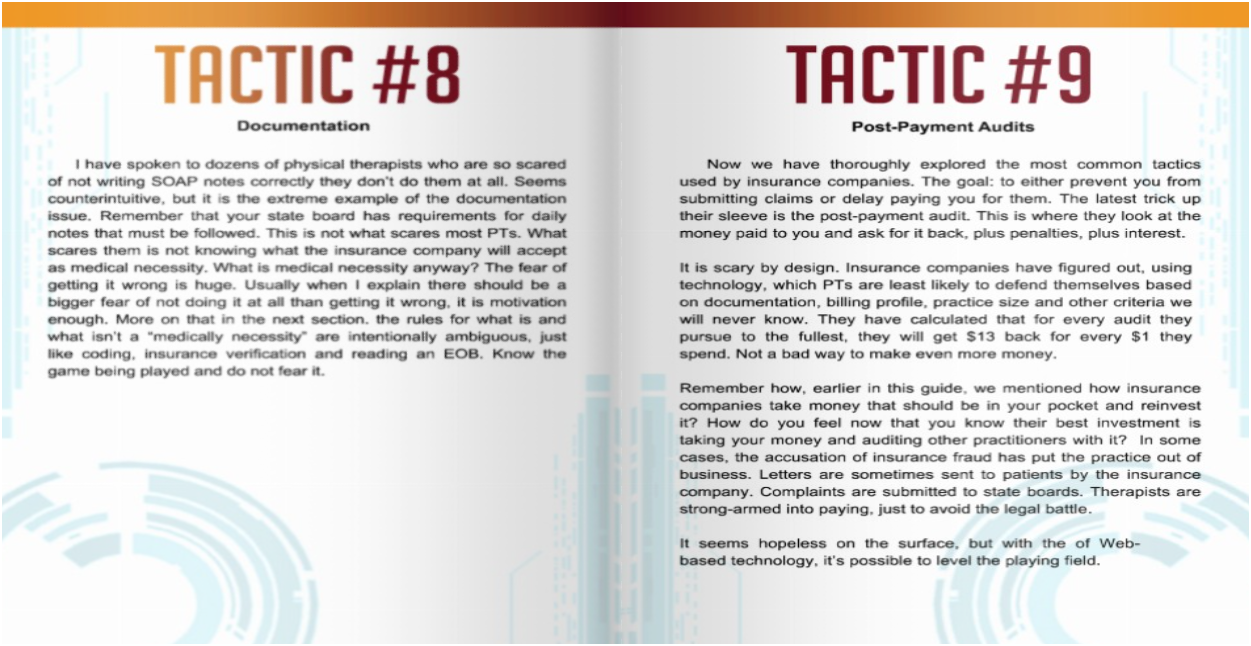 TACTIC #8
Documentation
I have spoken to dozens of physical therapists who are so scared
of not writing SOAP notes correctly they don't do them at all. Seems
counterintuitive, but it is the extreme example of the documentation
issue. Remember that your state board has requirements for daily
notes that must be followed. This is not what scares most PTs. What
scares them is not knowing what the insurance company will accept
as medical necessity. What is medical necessity anyway? The fear of
getting it wrong is huge. Usually when I explain there should be a
bigger fear of not doing it at all than getting it wrong, it is motivation
enough. More on that in the next section. the rules for what is and
what isn't a “medically necessity” are intentionally ambiguous, just
like coding, insurance verification and reading an EOB. Know the
game being played and do not fear it.
TACTIC #9
Post-Payment Audits
Now we have thoroughly explored the most common tactics
used by insurance companies. The goal: to either prevent you from
submitting claims or delay paying you for them. The latest trick up
their sleeve is the post-payment audit. This is where they look at the
money paid to you and ask for it back, plus penalties, plus interest.
It is scary by design. Insurance companies have figured out, using
technology, which PTs are least likely to defend themselves based
on documentation, billing profile, practice size and other criteria we
will never know. They have calculated that for every audit they
pursue to the fullest, they will get $13 back for every $1 they
spend. Not a bad way to make even more money.
Remember how, earlier in this guide, we mentioned how insurance
companies take money that should be in your pocket and reinvest
it? How do you feel now that you know their best investment is
taking your money and auditing other practitioners with it? In some
cases, the accusation of insurance fraud has put the practice out of
business. Letters are sometimes sent to patients by the insurance
company. Complaints are submitted to state boards. Therapists are
strong-armed into paying, just to avoid the legal battle.
It seems hopeless on the surface, but with the of Web-
based technology, it's possible to level the playing field.